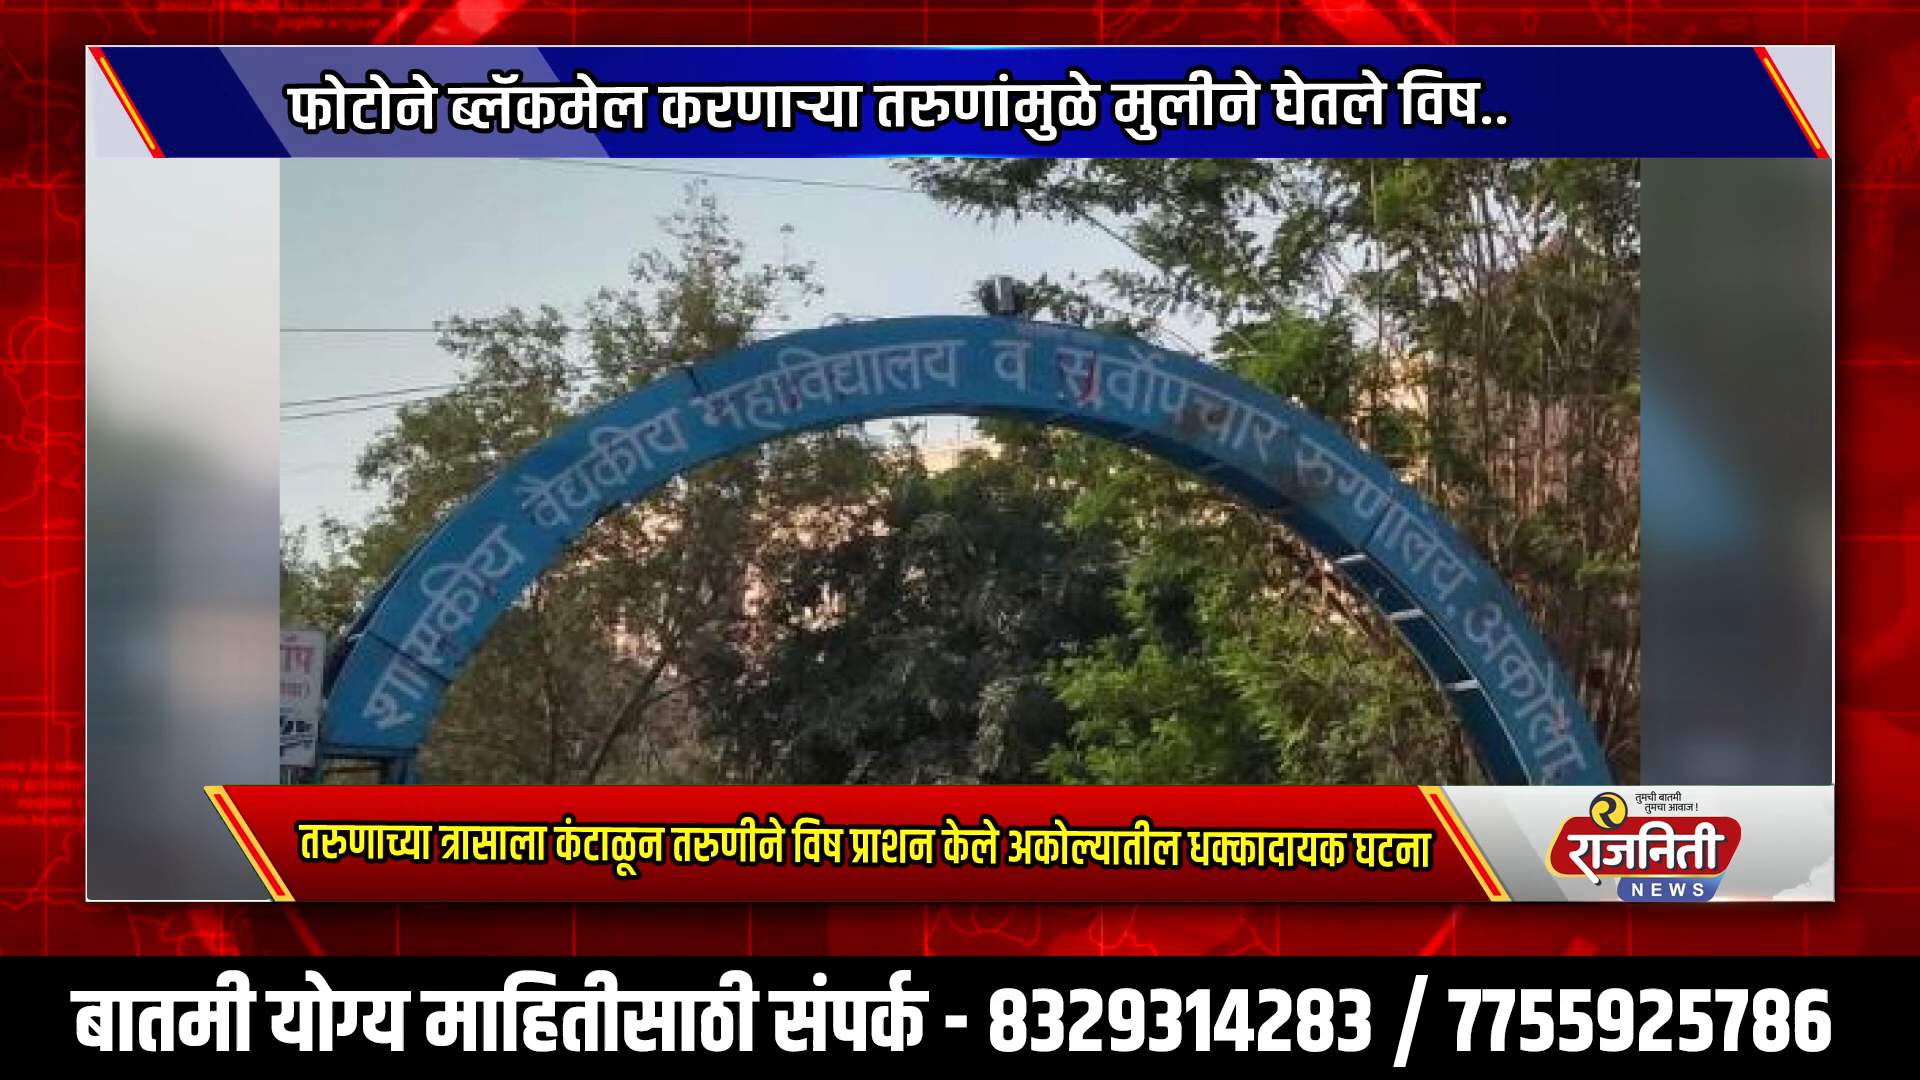 फोटोने ब्लॅकमेल करणाऱ्या तरुणांमुळे मुलीने घेतले विष..
शासकीय वैद्यकीय महाविद्यालय व सर्वोपचार रुग्णालय, अकोला
तरुणाच्या त्रासाला कंटाळून तरुणीने विष प्राशन केले अकोल्यातील धक्कादायक घटना
तुमची बातमी
तुमचा आवाज !
राजनिती
NEWS
बातमी योग्य माहितीसाठी संपर्क - 8329314283 / 7755925786